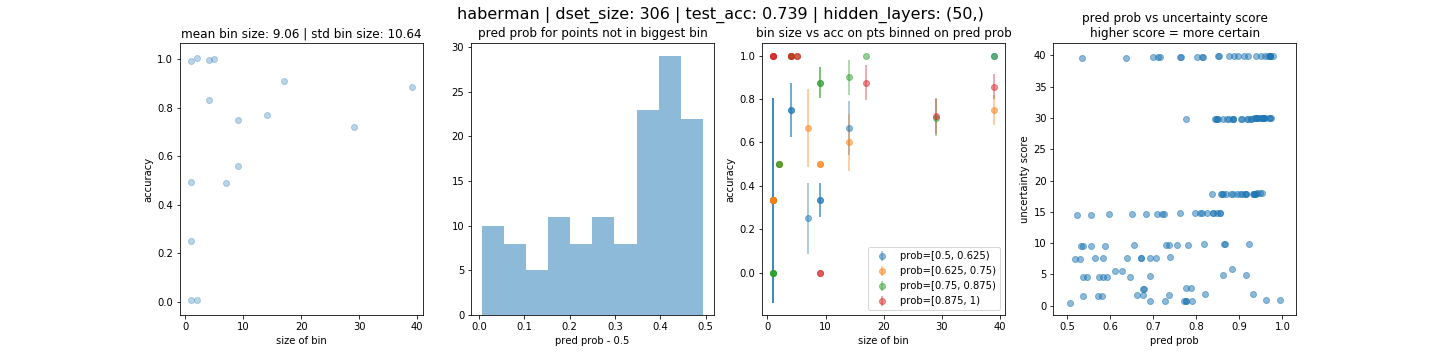 haberman | dset_size: 306 | test_acc: 0.739 | hidden_layers: (50,)
mean bin size: 9.06 | std bin size: 10.64
1.0
0.8
0.6
0.4
0.2
0.0
accuracy
0
10
20
30
40
size of bin
pred prob for points not in biggest bin
30
25
20
15
10
5
0
0.0
0.1
0.2
0.3
0.4
0.5
pred prob - 0.5
bin size vs acc on pts binned on pred prob
1.0
0.8
0.6
0.4
0.2
0.0
accuracy
prob=[0.5, 0.625)
prob=[0.625, 0.75)
prob=[0.75, 0.875)
prob=[0.875, 1)
0
10
20
30
40
size of bin
pred prob vs uncertainty score
higher score = more certain
40
35
30
25
20
15
10
5
0
uncertainty score
0.5
0.6
0.7
0.8
0.9
1.0
pred prob